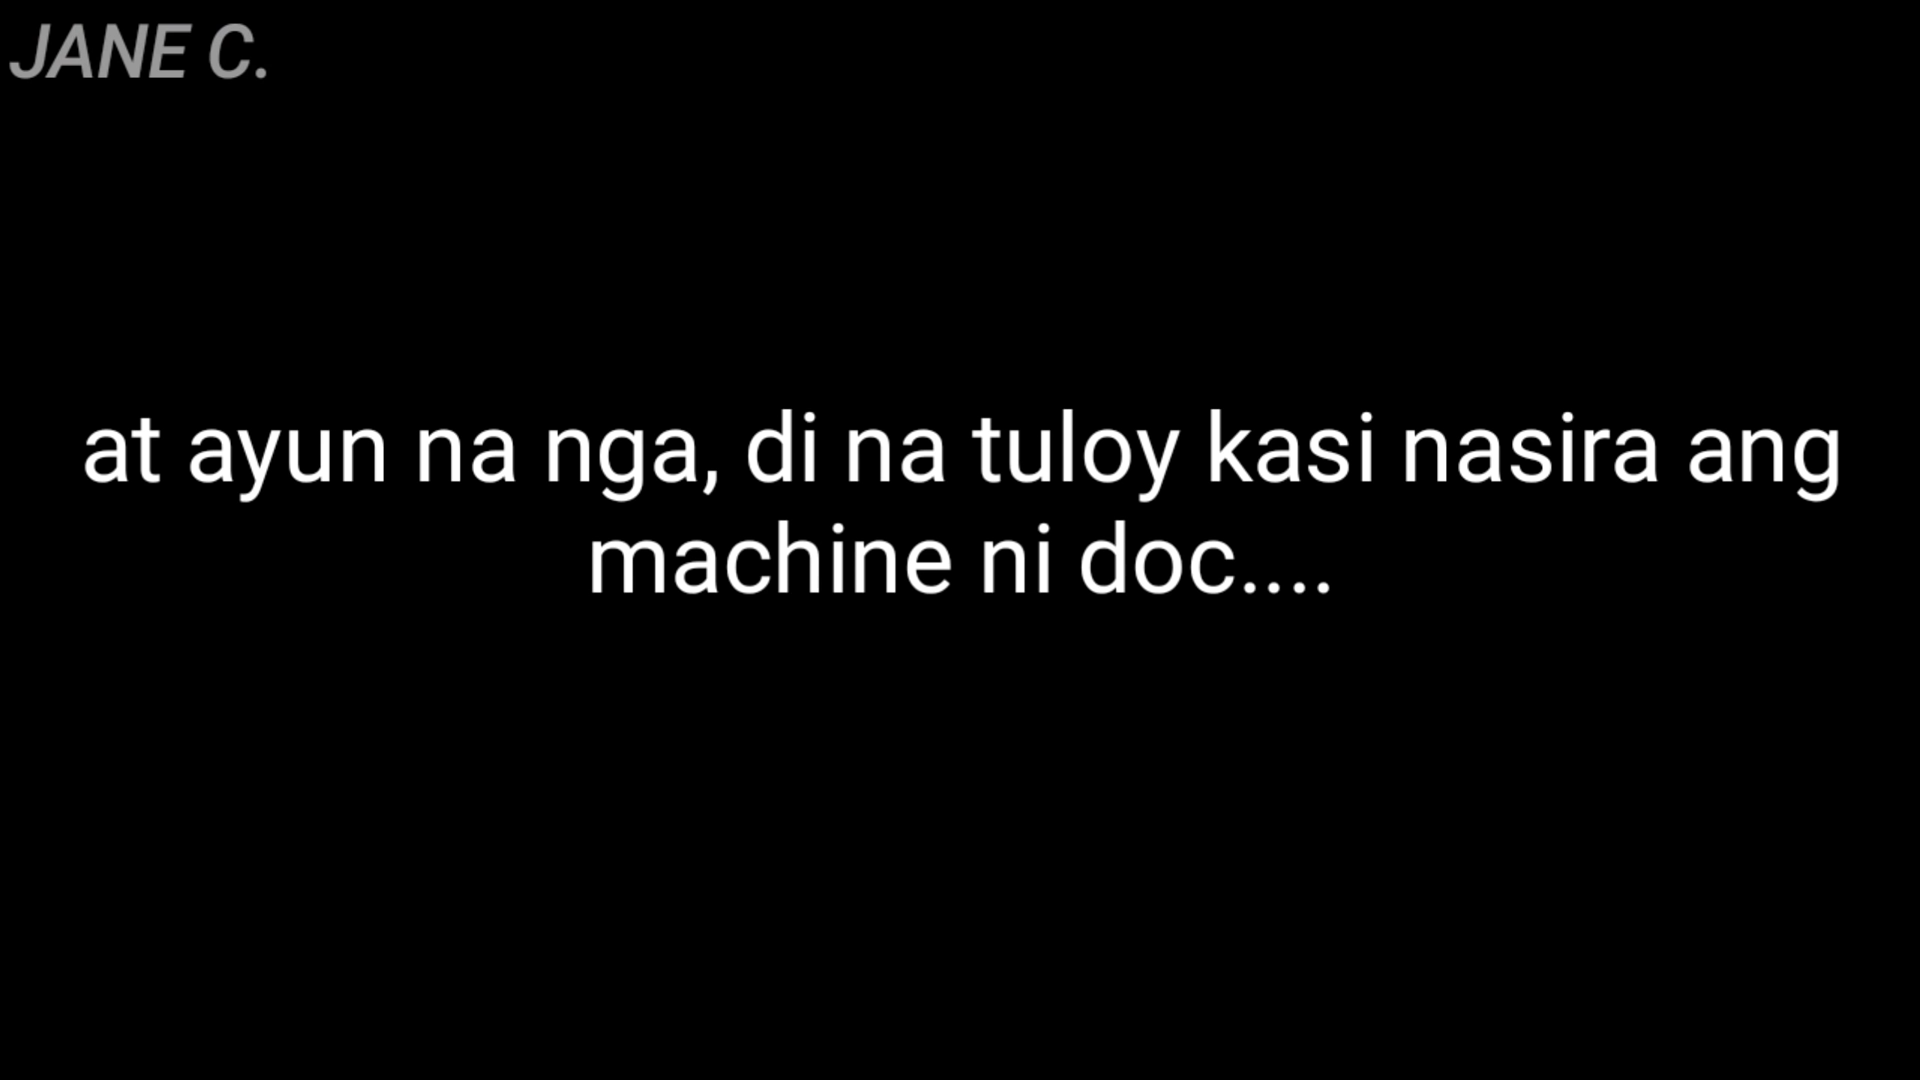 JANE C.
at ayun na nga, di na tuloy kasi nasira ang
machine ni doc....